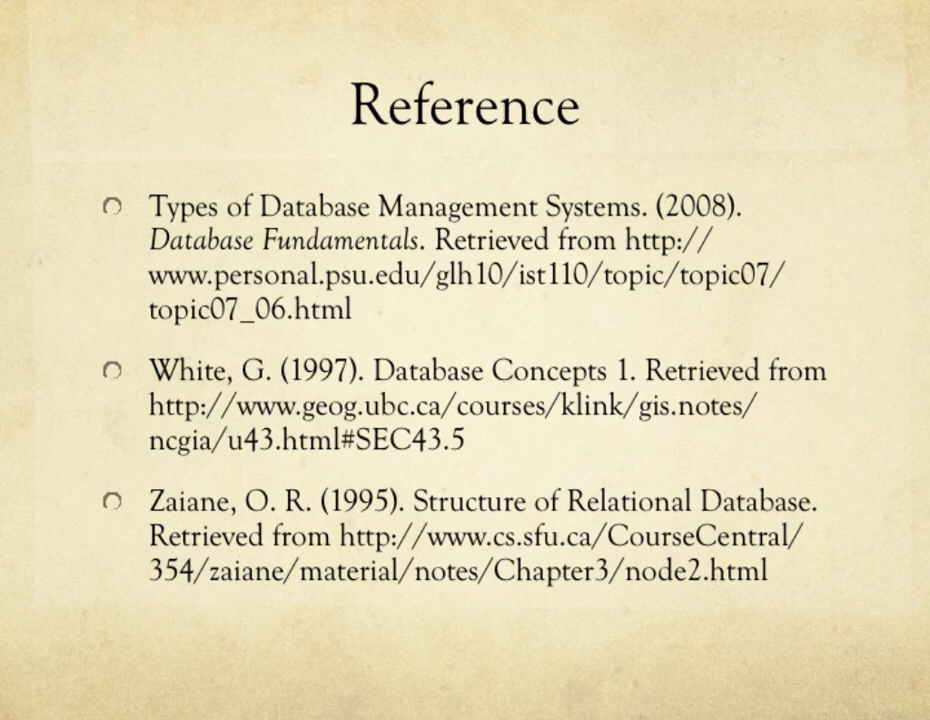 Reference
Types of Database Management Systems. (2008).
Database Fundamentals. Retrieved from http://
www.personal.psu.edu/glh10/ist110/topic/topic07/
topic07_06.html
White, G. (1997). Database Concepts 1. Retrieved from
http://www.geog.ubc.ca/courses/klink/gis.notes/
ncgia/u43.html#SEC43.5
Zaiane, O. R. (1995). Structure of Relational Database.
Retrieved from http://www.cs.sfu.ca/CourseCentral/
354/zaiane/material/notes/Chapter3/node2.html